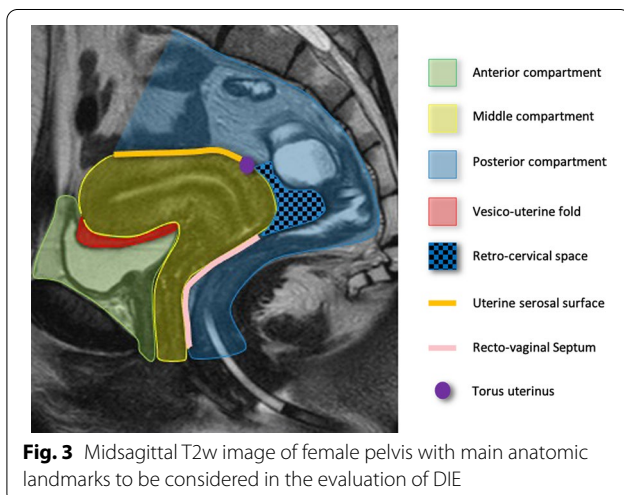 Anterior compartment
Middle compartment
Posterior compartment
Vesico-uterine fold
Retro-cervical space
Uterine serosal surface
Recto-vaginal Septum
Torus uterinus
Fig. 3 Midsagittal T2w image of female pelvis with main anatomic
landmarks to be considered in the evaluation of DIE